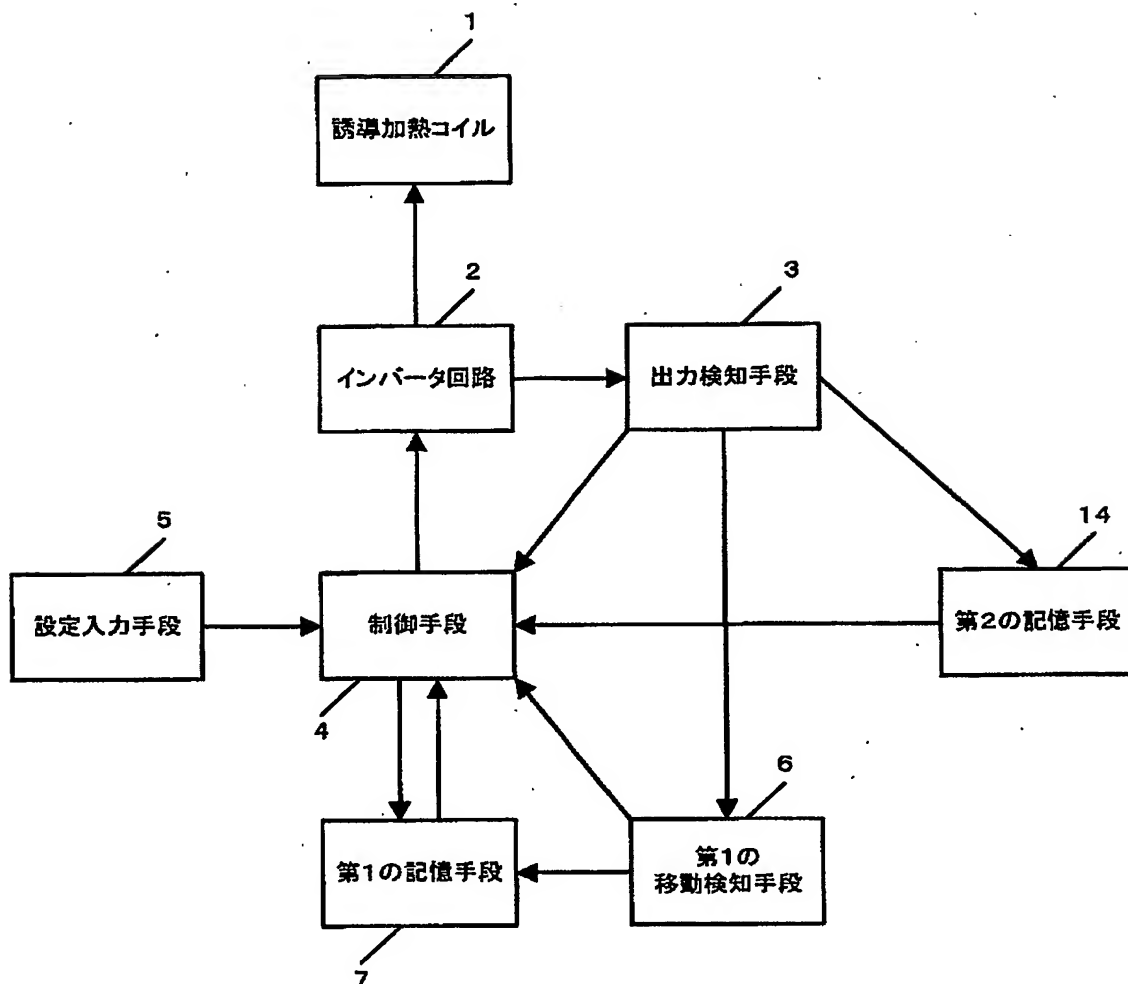 1
誘導加熱コイル
2
インバータ回路
3
出力検知手段
5
設定入力手段
制御手段
4
14
第2の記憶手段
6
第1の
移動検知手段
第1の記憶手段
7